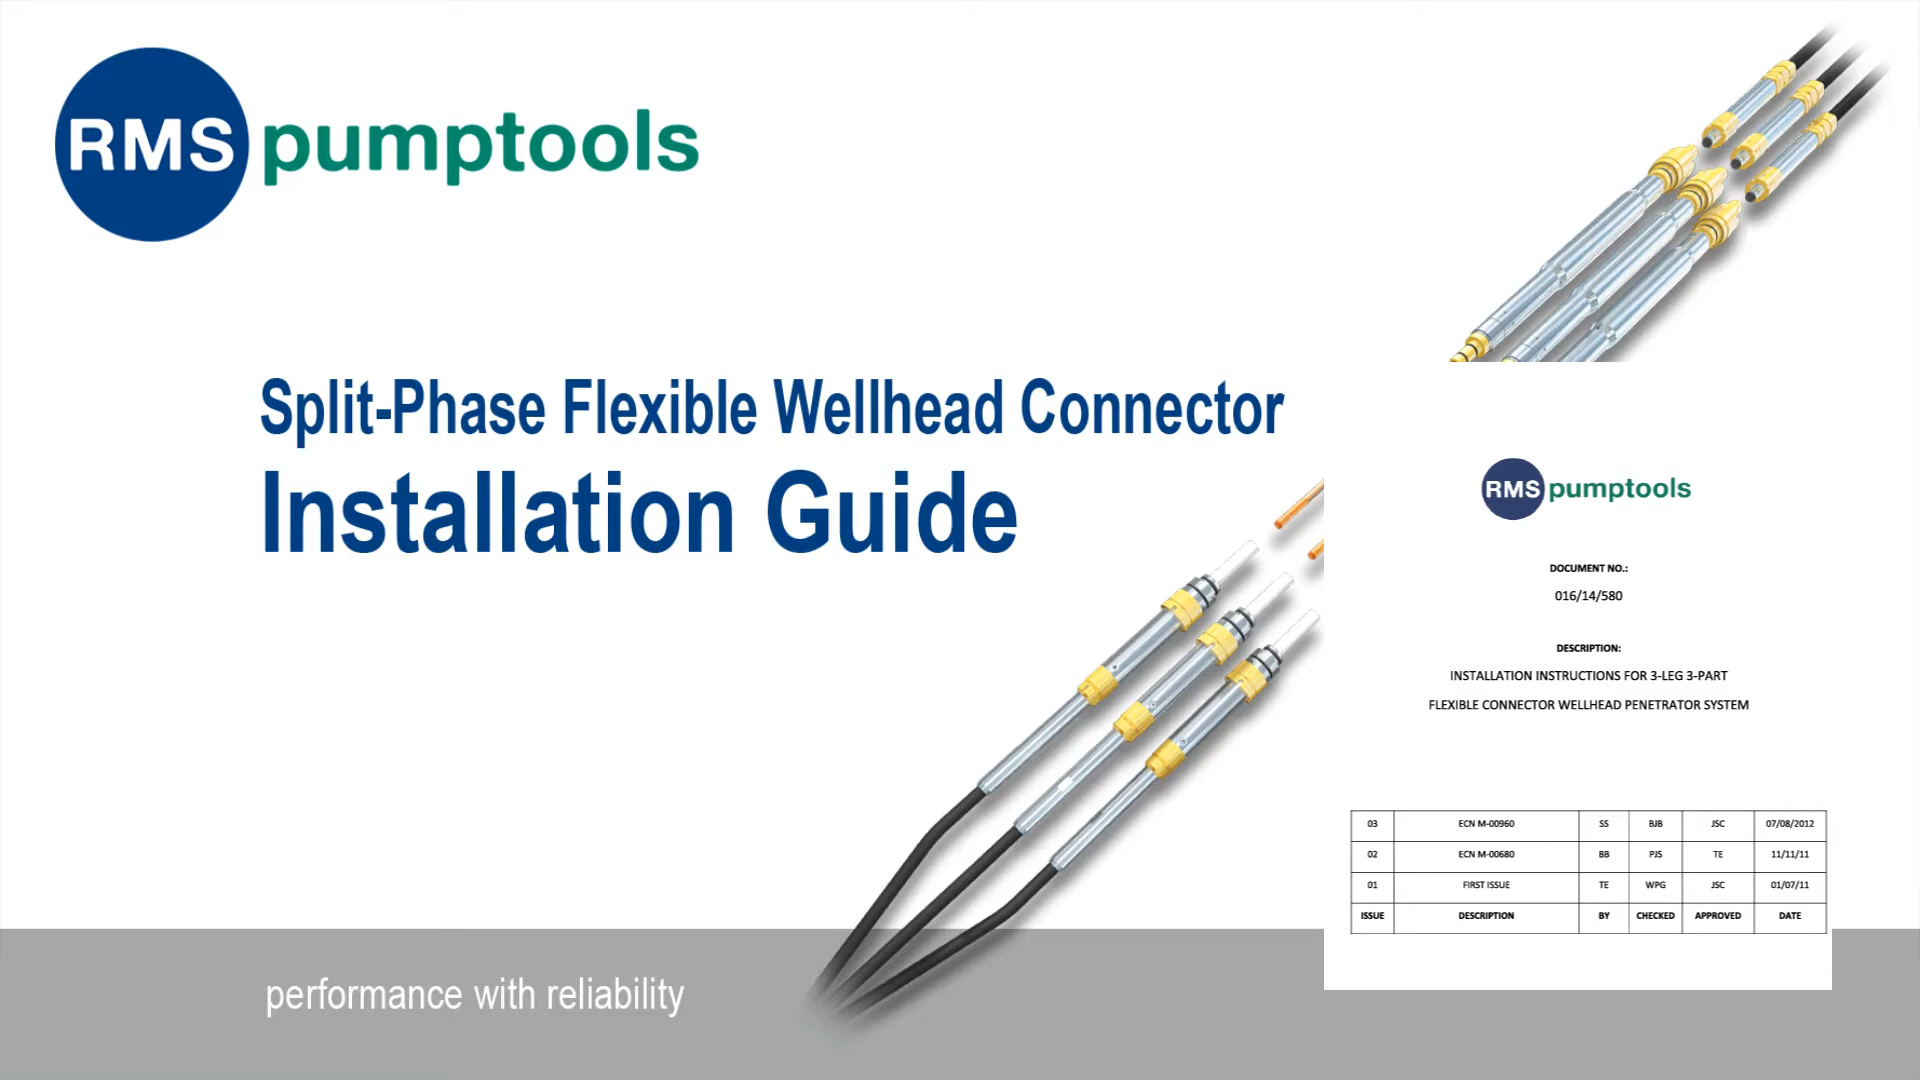 RMS pumptools
Split-Phase Flexible Wellhead Connector
Installation Guide
performance with reliability
RMS pumptools
DOCUMENT NO.:
016/14/580
DESCRIPTION:
INSTALLATION INSTRUCTIONS FOR 3-LEG 3-PART
FLEXIBLE CONNECTOR WELLHEAD PENETRATOR SYSTEM
03 ECN M-00960 SS BJB JSC 07/08/2012
02 ECN M-00680 BB PJS TE 11/11/11
01 FIRST ISSUE TE WPG JSC 01/07/11
ISSUE DESCRIPTION BY CHECKED APPROVED DATE